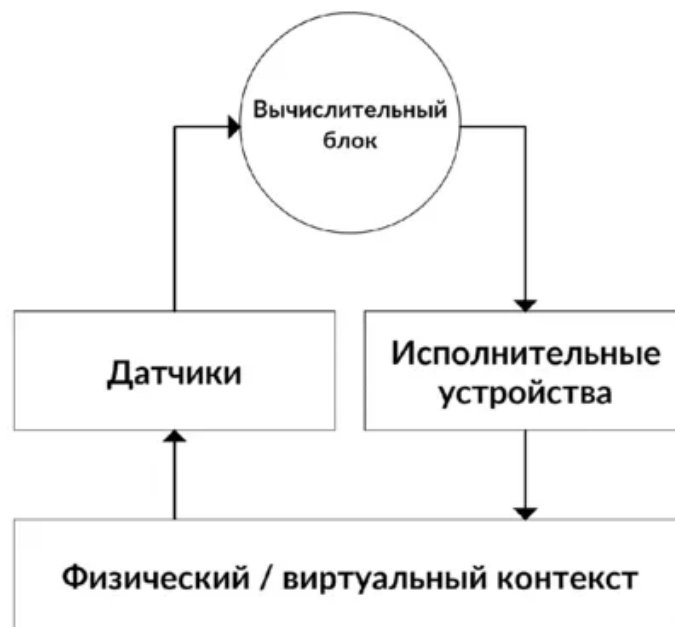 Вычислительный
блок
Датчики
Исполнительные
устройства
Физический / виртуальный контекст